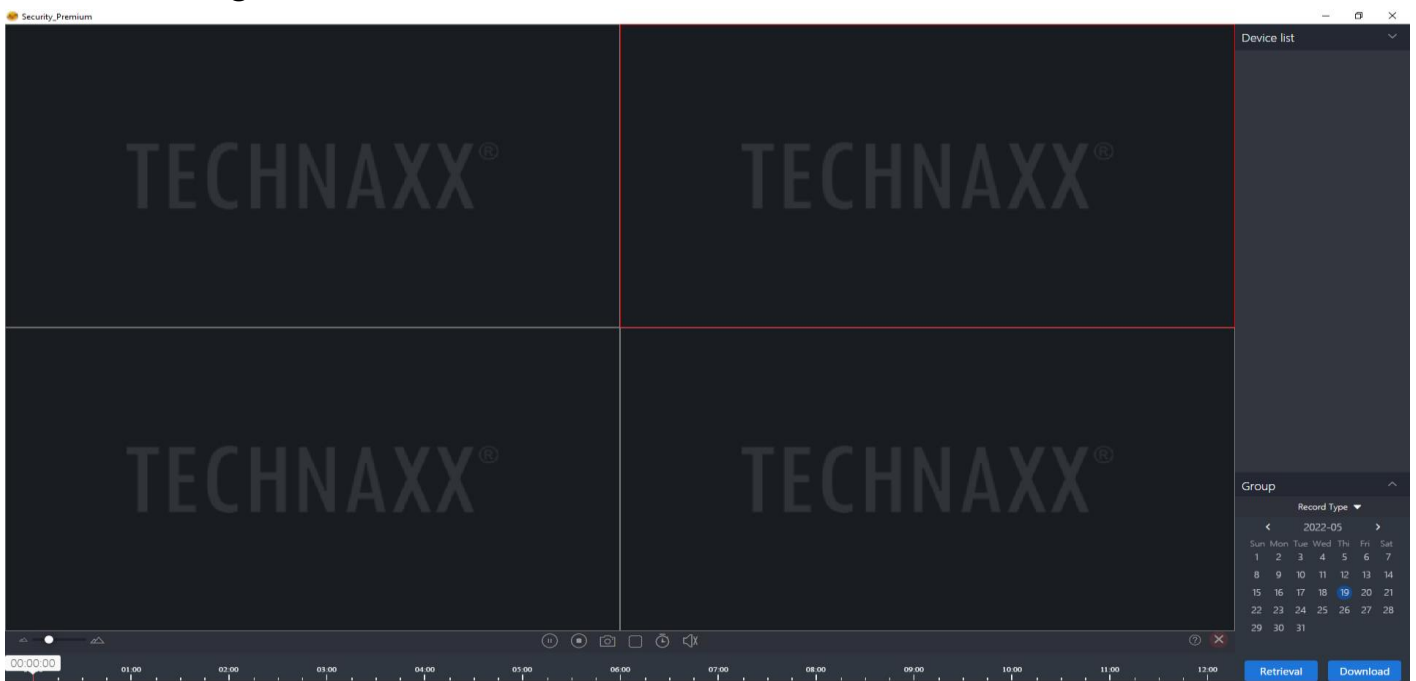 Security_Premium
Device list
TECHNAXX®
TECHNAXX®
TECHNAXX®
TECHNAXX®
Group
Record Type
2022-05
Sun Mon Tue Wed Thi Fri Sat
1 2 3 4 5 6 7
8 9 10 11 12 13 14
15 16 17 18 19 20 21
22 23 24 25 26 27 28
29 30 31
00:00:00
01:00 02:00 03:00 04:00 05:00 06:00 07:00 08:00 09:00 10:00 11:00 12:00
Retrieval Download